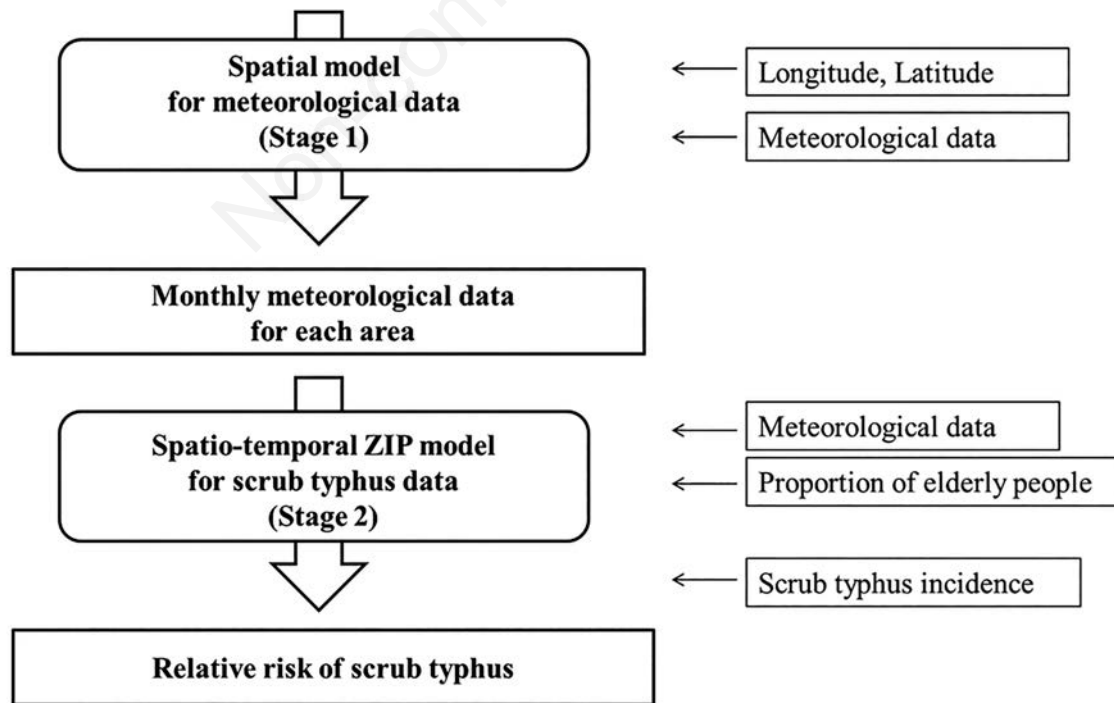 Spatial model
for meteorological data
(Stage 1)
Longitude, Latitude
Meteorological data
Monthly meteorological data
for each area
Spatio-temporal ZIP model
for scrub typhus data
(Stage 2)
Meteorological data
Proportion of elderly people
Scrub typhus incidence
Relative risk of scrub typhus